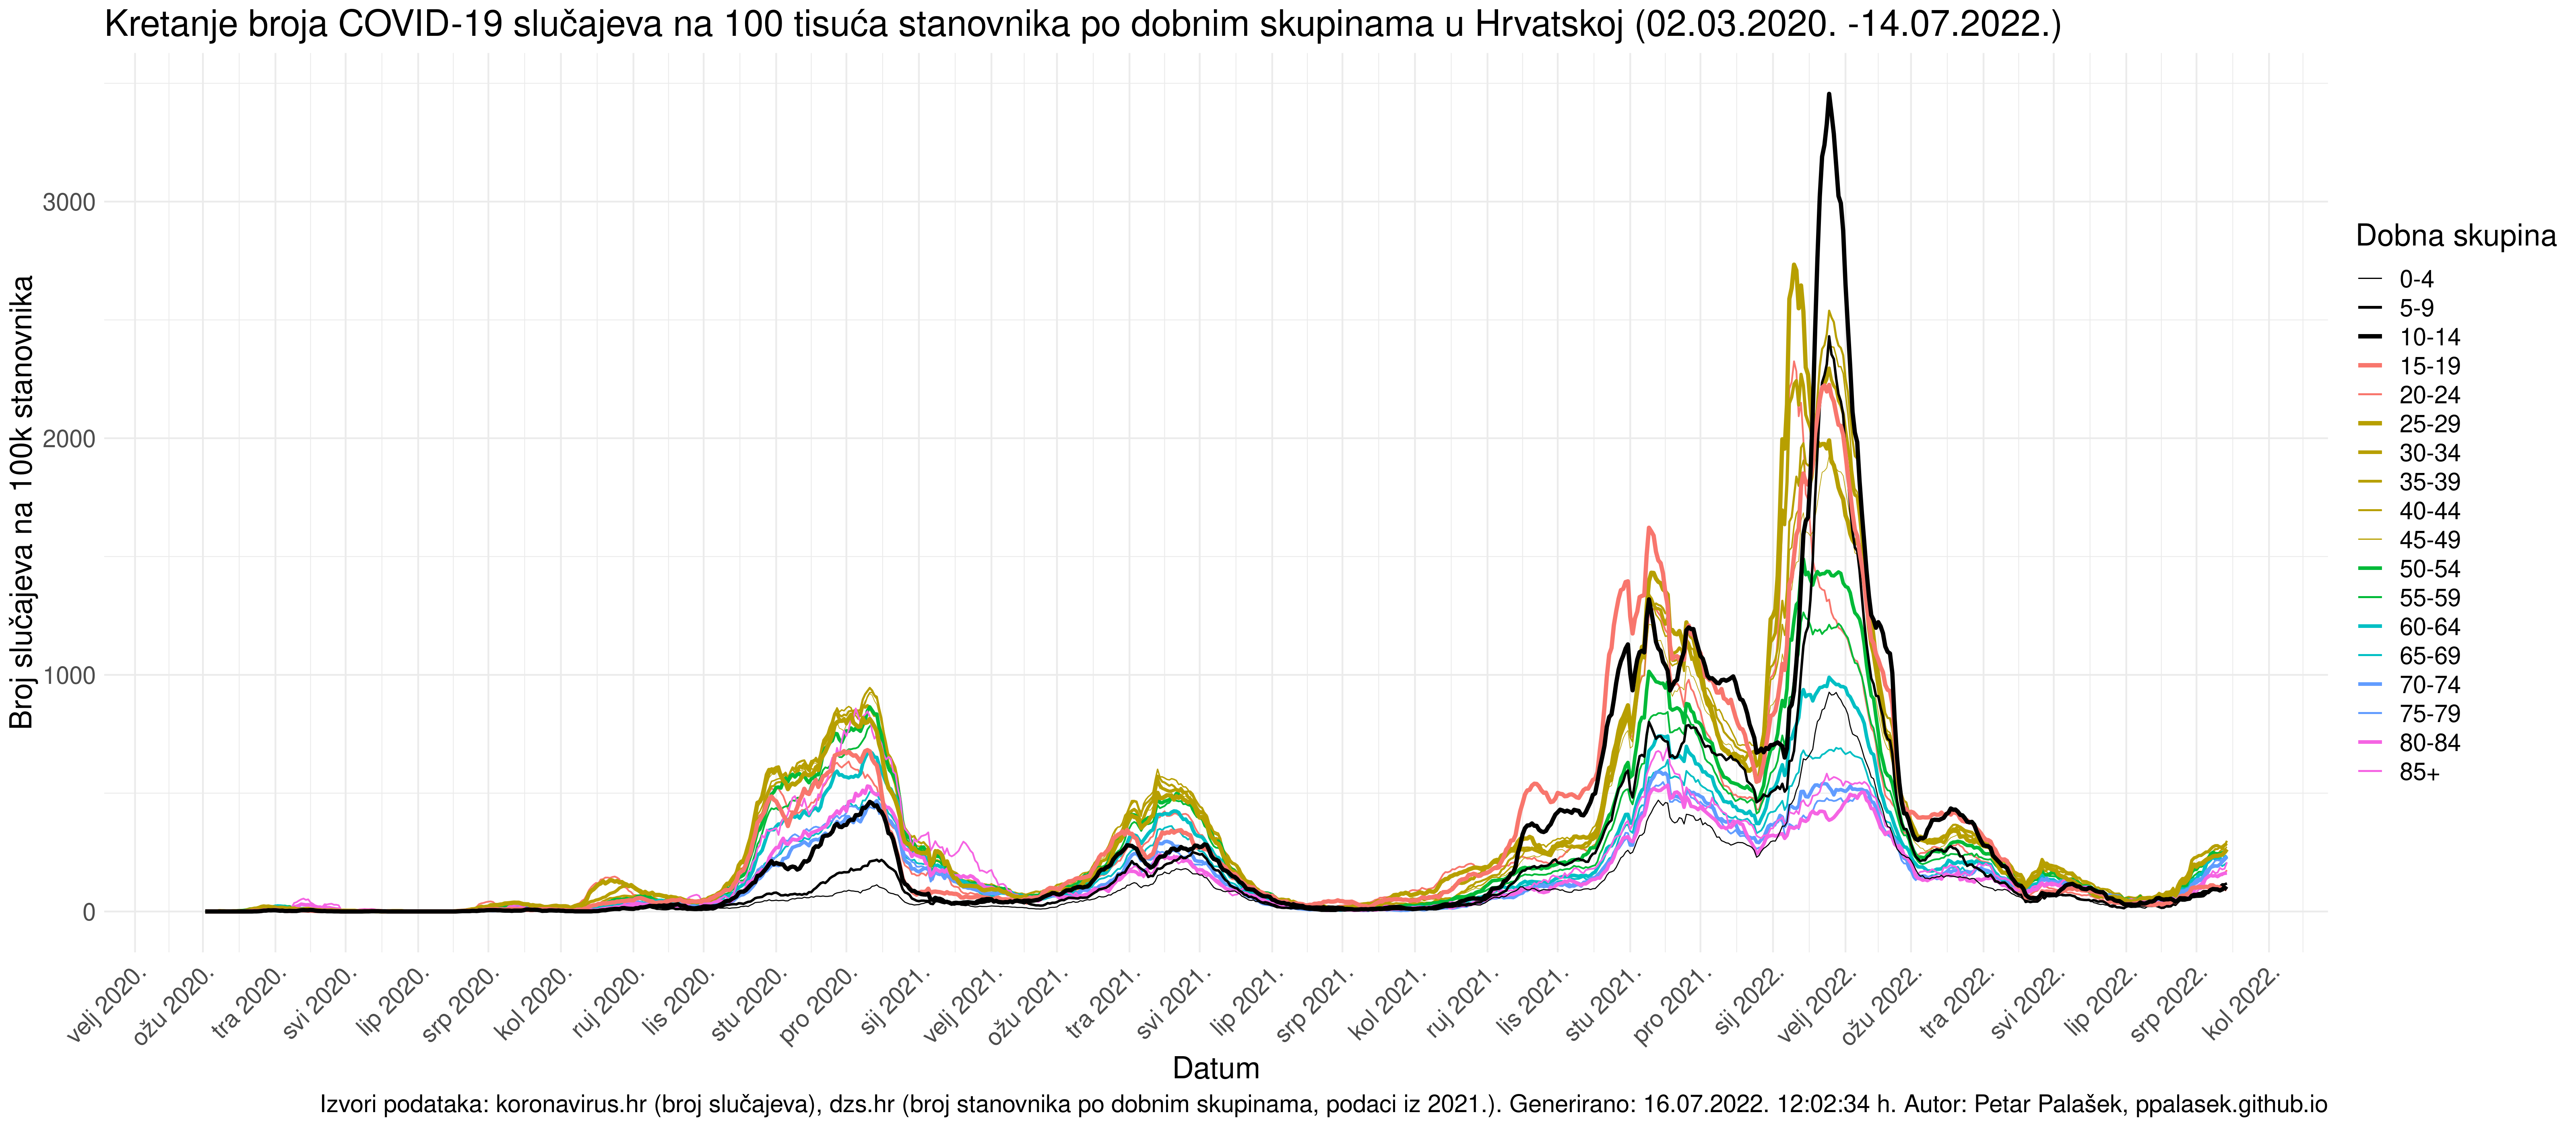 Kretanje broja COVID-19 slučajeva na 100 tisuća stanovnika po dobnim skupinama u Hrvatskoj (02.03.2020. -14.07.2022.)
Broj slučajeva na 100k stanovnika
3000
2000
1000
0
velj 2020.
ožu 2020.
tra 2020.
svi 2020.
lip 2020.
srp 2020.
kol 2020.
ruj 2020.
lis 2020.
stu 2020.
pro 2020.
sij 2021.
velj 2021.
ožu 2021.
tra 2021.
svi 2021.
lip 2021.
srp 2021.
kol 2021.
ruj 2021.
lis 2021.
stu 2021.
pro 2021.
sij 2022.
velj 2022.
ožu 2022.
tra 2022.
svi 2022.
lip 2022.
srp 2022.
kol 2022.
Datum
Dobna skupina
0-4
5-9
10-14
15-19
20-24
25-29
30-34
35-39
40-44
45-49
50-54
55-59
60-64
65-69
70-74
75-79
80-84
85+
Izvori podataka: koronavirus.hr (broj slučajeva), dzs.hr (broj stanovnika po dobnim skupinama, podaci iz 2021.). Generirano: 16.07.2022. 12:02:34 h. Autor: Petar Palašek, ppalasek.github.io